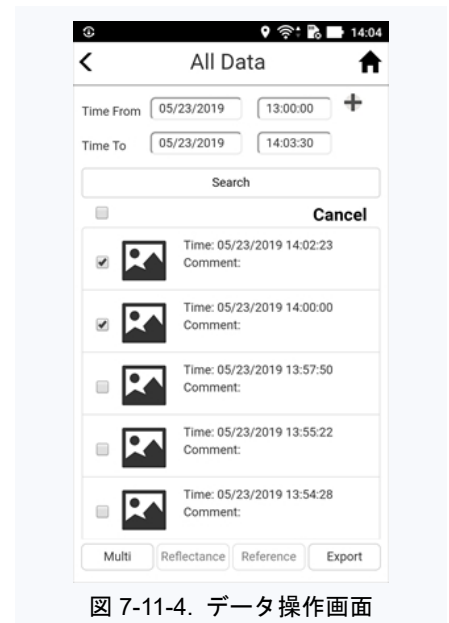 14:04
All Data
Time From 05/23/2019 13:00:00
Time To 05/23/2019 14:03:30
Search
Cancel
Time: 05/23/2019 14:02:23
Comment:
Time: 05/23/2019 14:00:00
Comment:
Time: 05/23/2019 13:57:50
Comment:
Time: 05/23/2019 13:55:22
Comment:
Time: 05/23/2019 13:54:28
Comment:
Multi Reflectance Reference Export
図 7-11-4. データ操作画面